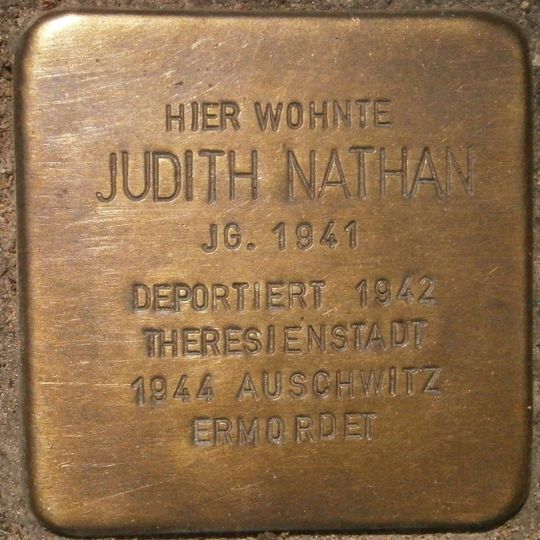 HIER WOHNTE
JUDITH NATHAN
JG. 1941
DEPORTIERT 1942
THERESIENSTADT
1944 AUSCHWITZ
ERMORDET